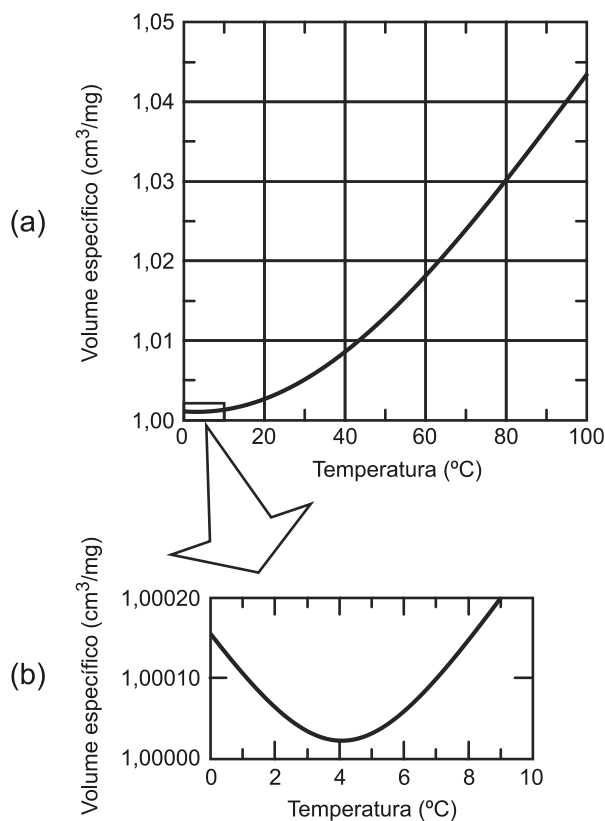 (a)
Volume específico (cm³/mg)
1,05
1,04
1,03
1,02
1,01
1,00
0 20 40 60 80 100
Temperatura (ºC)
(b)
Volume específico (cm³/mg)
1,00020
1,00010
1,00000
0 2 4 6 8 10
Temperatura (ºC)